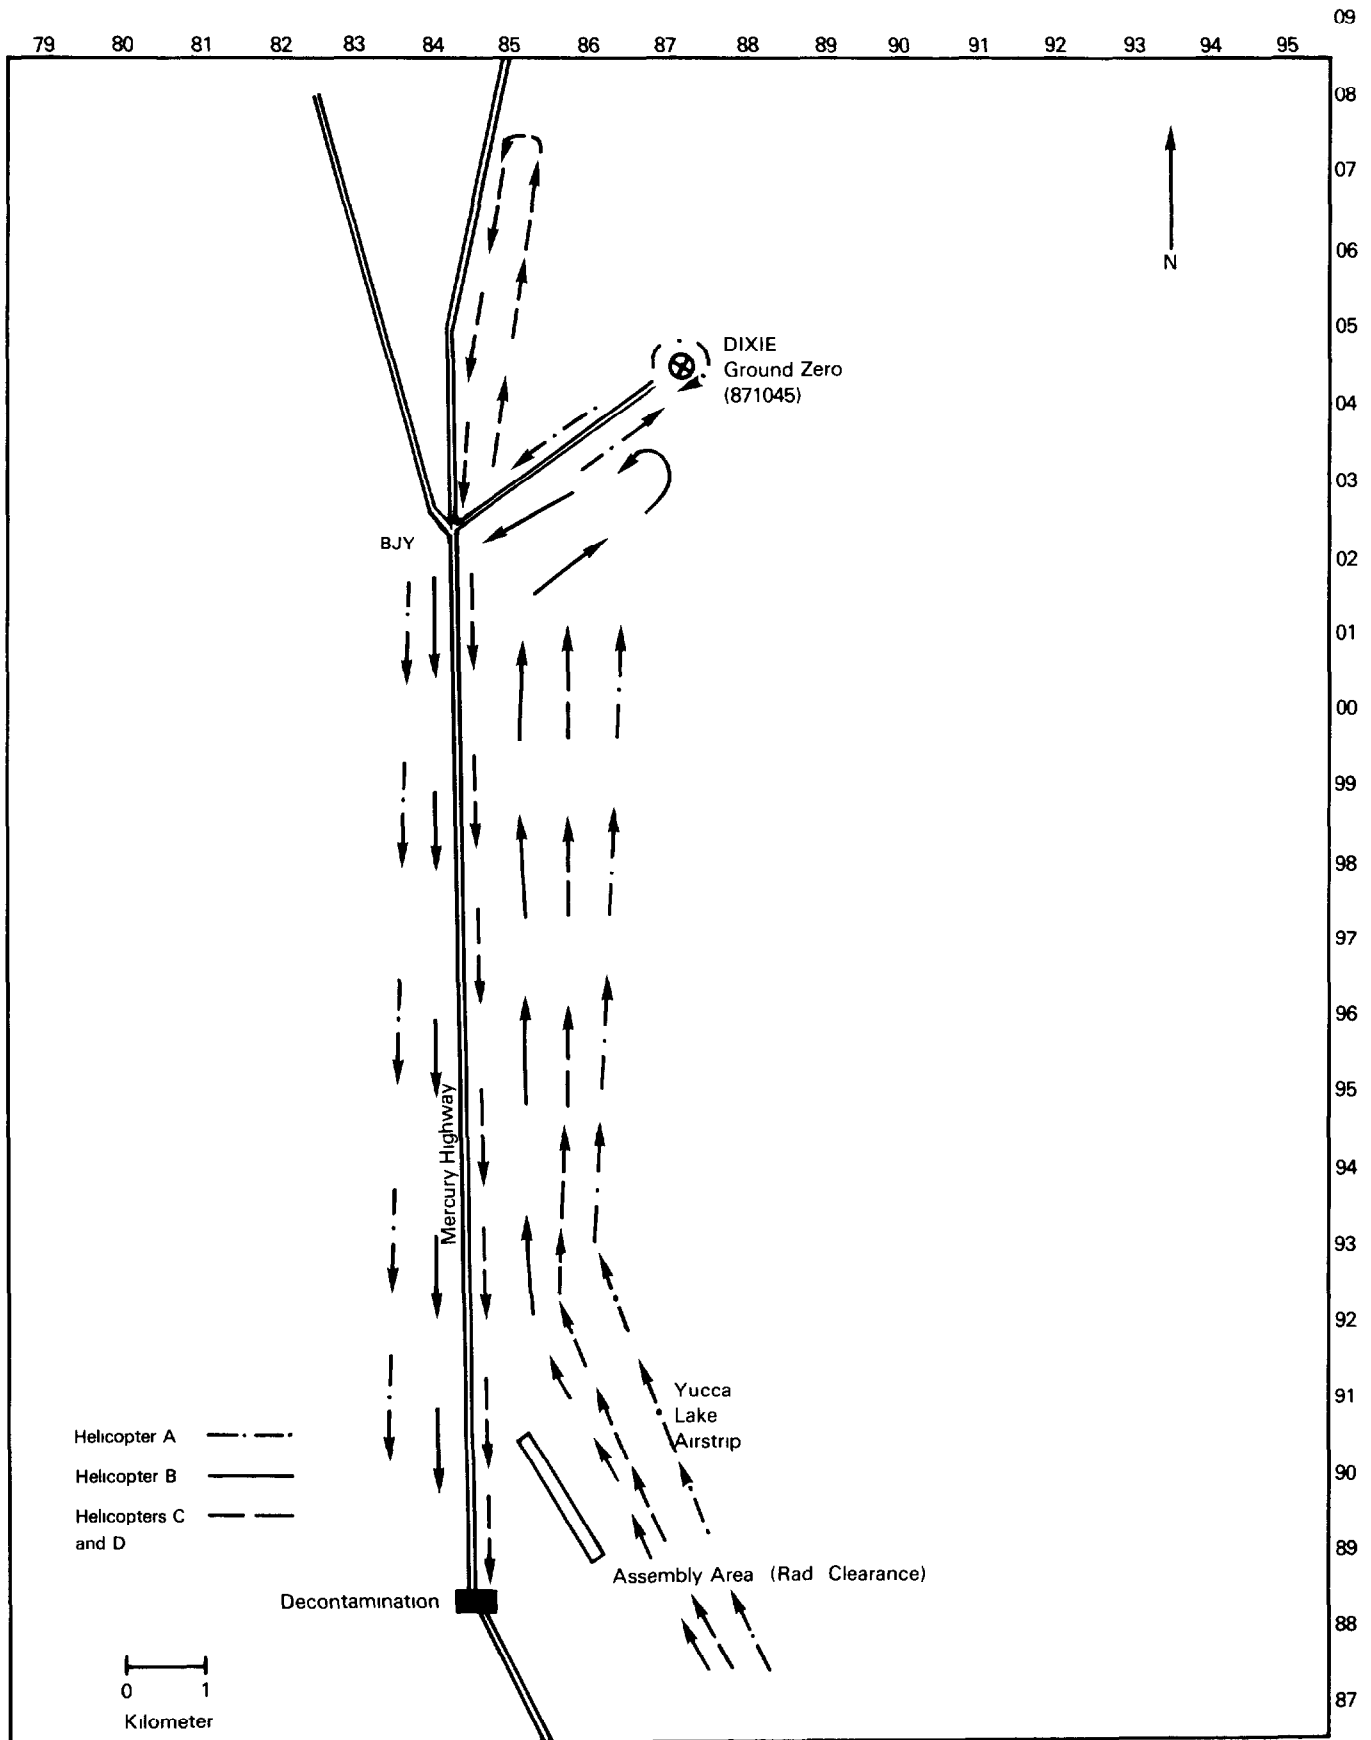 09
79 80 81 82 83 84 85 86 87 88 89 90 91 92 93 94 95
08
07
06
N
05
DIXIE
Ground Zero
(871045)
04
03
BJY
02
01
00
99
98
97
96
95
Mercury Highway
94
93
92
Yucca
Lake
Airstrip
91
Helicopter A
90
Helicopter B
Helicopters C
and D
89
Assembly Area (Rad Clearance)
Decontamination
88
0 1
Kilometer
87